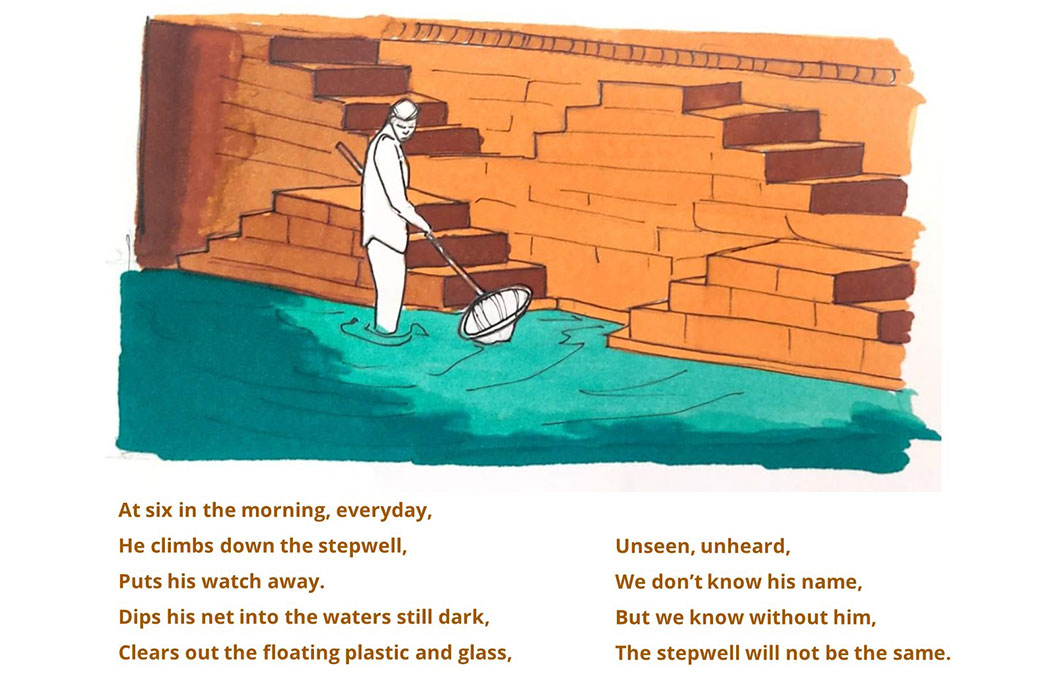 At six in the morning, everyday,
He climbs down the stepwell,
Puts his watch away.
Dips his net into the waters still dark,
Clears out the floating plastic and glass,
Unseen, unheard,
We don’t know his name,
But we know without him,
The stepwell will not be the same.